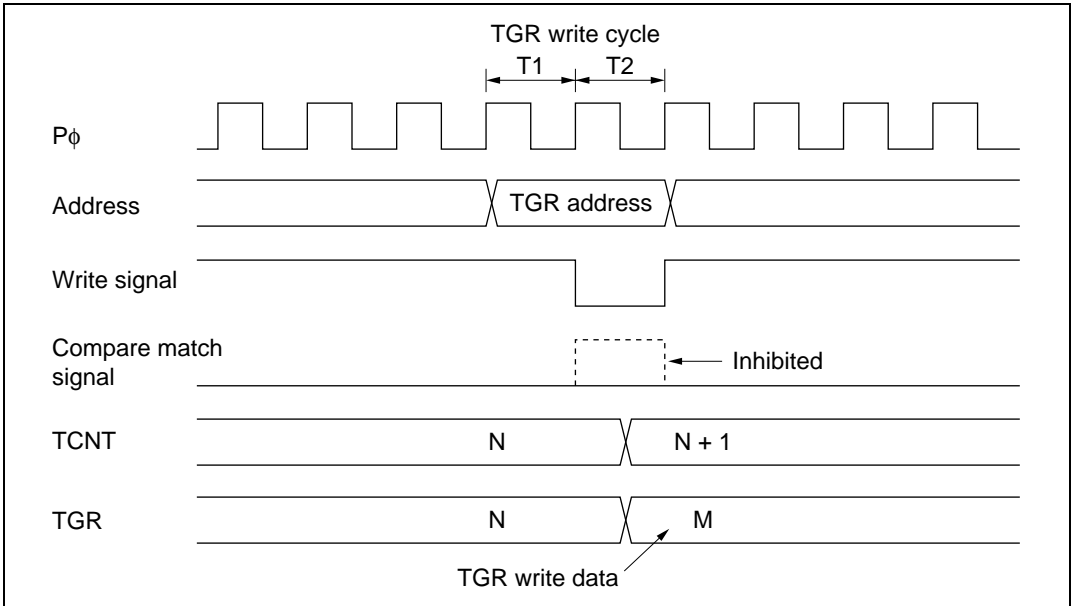 TGR write cycle
T1 T2
Pφ
Address TGR address
Write signal
Compare match
signal
Inhibited
TCNT N N + 1
TGR N M
TGR write data